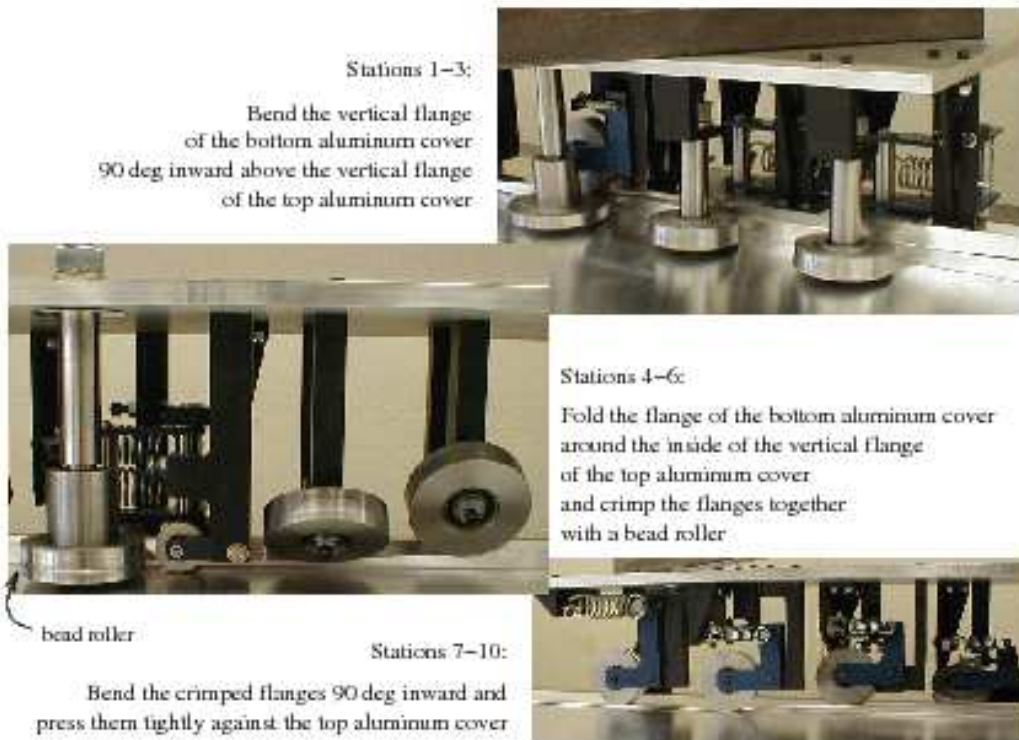 Stations 1–3:
Bend the vertical flange
of the bottom aluminum cover
90 deg inward above the vertical flange
of the top aluminum cover
Stations 4–6:
Fold the flange of the bottom aluminum cover
around the inside of the vertical flange
of the top aluminum cover
and crimp the flanges together
with a bead roller
bead roller
Stations 7–10:
Bend the crimped flanges 90 deg inward and
press them tightly against the top aluminum cover